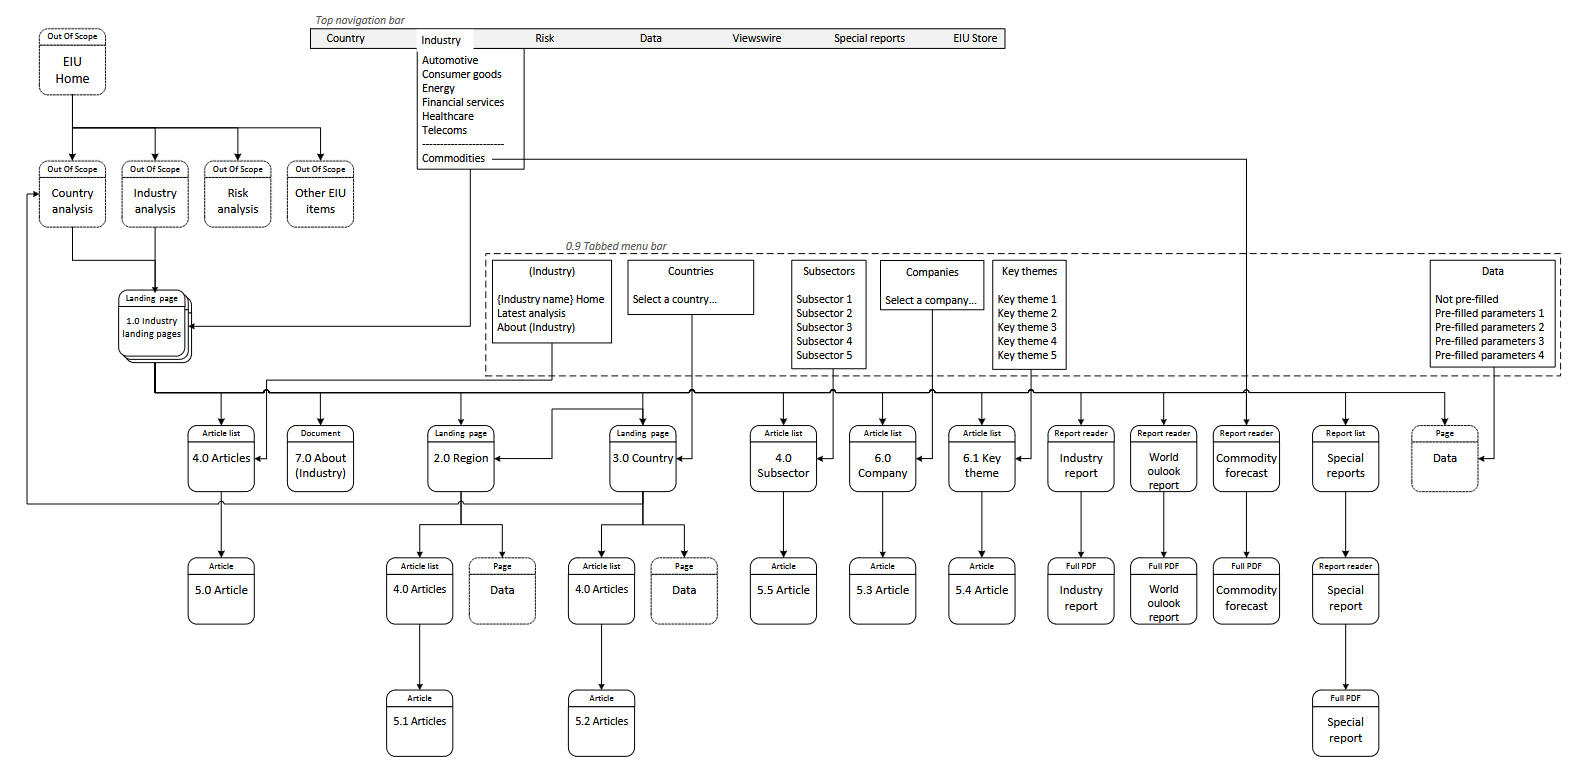 Top navigation bar
Country
Industry
Risk
Data
Viewswire
Special reports
EIU Store
Automotive
Consumer goods
Energy
Financial services
Healthcare
Telecoms
-----------------------
Commodities
Out Of Scope
EIU
Home
Out Of Scope
Country
analysis
Out Of Scope
Industry
analysis
Out Of Scope
Risk
analysis
Out Of Scope
Other EIU
items
0.9 Tabbed menu bar
(Industry)
{Industry name} Home
Latest analysis
About (Industry)
Countries
Select a country...
Subsectors
Subsector 1
Subsector 2
Subsector 3
Subsector 4
Subsector 5
Companies
Select a company...
Key themes
Key theme 1
Key theme 2
Key theme 3
Key theme 4
Key theme 5
Data
Not pre-filled
Pre-filled parameters 1
Pre-filled parameters 2
Pre-filled parameters 3
Pre-filled parameters 4
Landing page
1.0 Industry
landing pages
Article list
4.0 Articles
Document
7.0 About
(Industry)
Landing page
2.0 Region
Landing page
3.0 Country
Article list
4.0
Subsector
Article list
6.0
Company
Article list
6.1 Key
theme
Report reader
Industry
report
Report reader
World
oulook
report
Report reader
Commodity
forecast
Report list
Special
reports
Page
Data
Article
5.0 Article
Article list
4.0 Articles
Page
Data
Article list
4.0 Articles
Page
Data
Article
5.5 Article
Article
5.3 Article
Article
5.4 Article
Full PDF
Industry
report
Full PDF
World
oulook
report
Full PDF
Commodity
forecast
Report reader
Special
report
Article
5.1 Articles
Article
5.2 Articles
Full PDF
Special
report